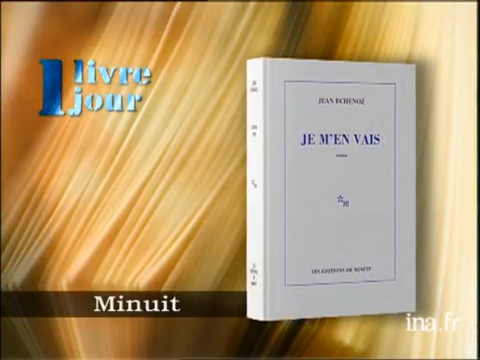 1 livre
jour
JEAN ECHENOZ
JE M'EN VAIS
roman
m
LES ÉDITIONS DE MINUIT
Minuit
ina.fr